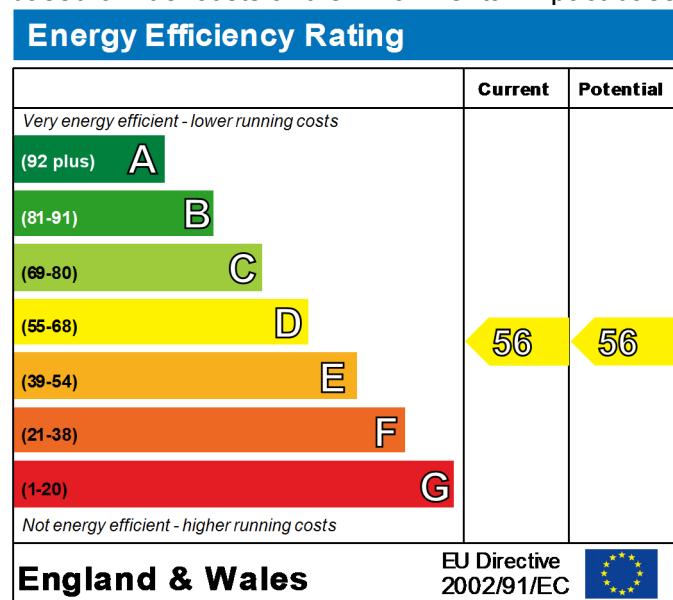 Energy Efficiency Rating
Current Potential
Very energy efficient - lower running costs
(92 plus) A
(81-91) B
(69-80) C
(55-68) D
56 56
(39-54) E
(21-38) F
(1-20) G
Not energy efficient - higher running costs
England & Wales
EU Directive
2002/91/EC